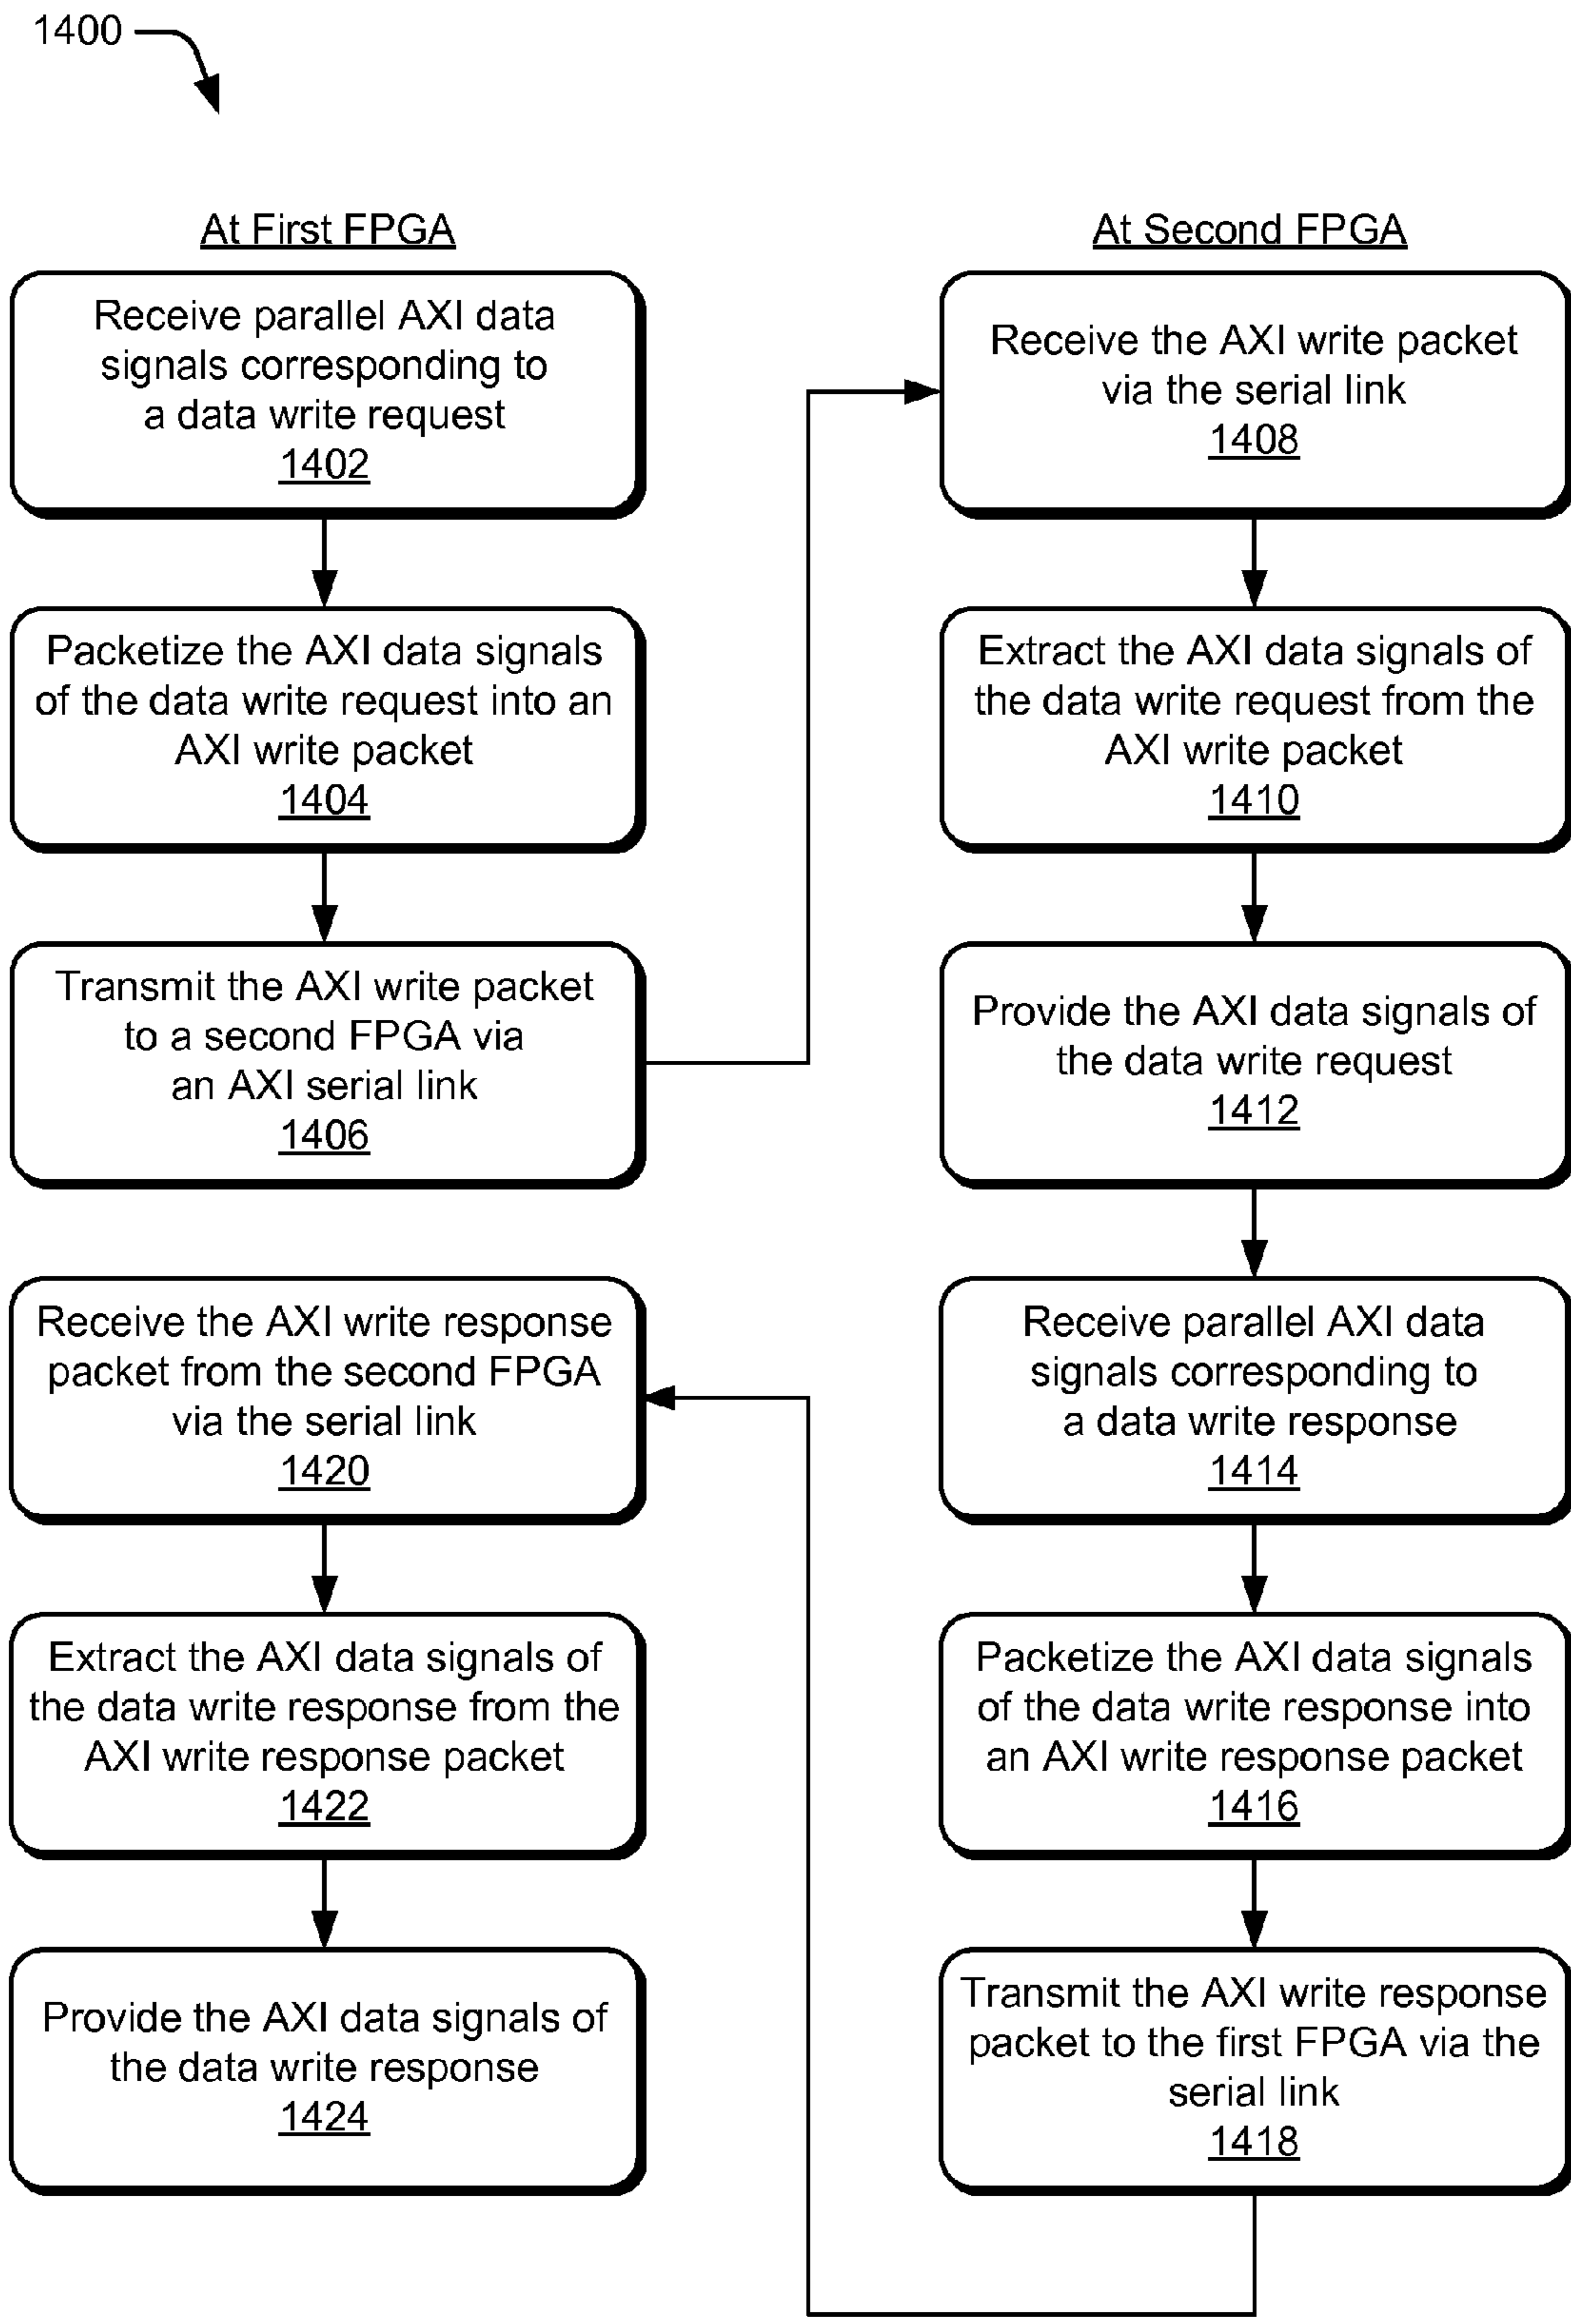 1400
At First FPGA
Receive parallel AXI data
signals corresponding to
a data write request
1402
Packetize the AXI data signals
of the data write request into an
AXI write packet
1404
Transmit the AXI write packet
to a second FPGA via
an AXI serial link
1406
At Second FPGA
Receive the AXI write packet
via the serial link
1408
Extract the AXI data signals of
the data write request from the
AXI write packet
1410
Provide the AXI data signals of
the data write request
1412
Receive parallel AXI data
signals corresponding to
a data write response
1414
Packetize the AXI data signals
of the data write response into
an AXI write response packet
1416
Transmit the AXI write response
packet to the first FPGA via the
serial link
1418
Receive the AXI write response
packet from the second FPGA
via the serial link
1420
Extract the AXI data signals of
the data write response from the
AXI write response packet
1422
Provide the AXI data signals of
the data write response
1424